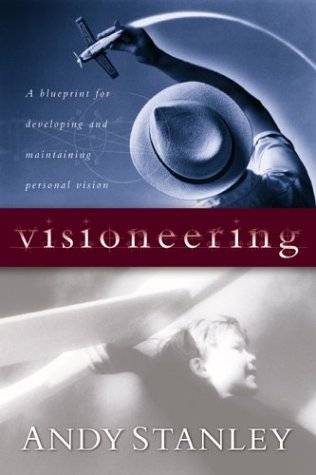 A blueprint for
developing and
maintaining
personal vision
visioneering
ANDY STANLEY